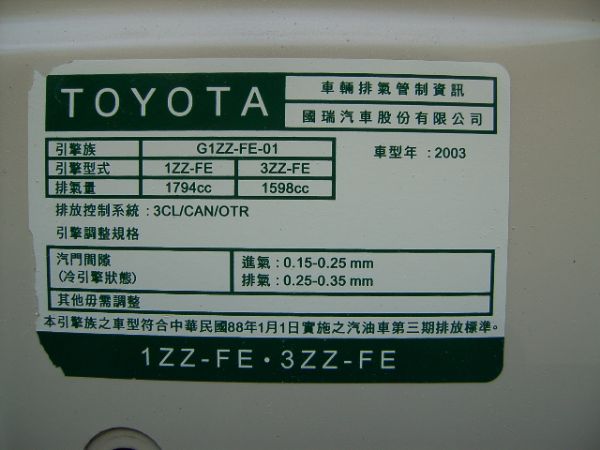 TOYOTA
車輛排氣管制資訊
國瑞汽車股份有限公司
引擎族 G1ZZ-FE-01
引擎型式 1ZZ-FE 3ZZ-FE
排氣量 1794cc 1598cc
車型年：2003
排放控制系統：3CL/CAN/OTR
引擎調整規格
汽門間隙 進氣：0.15-0.25 mm
(冷引擎狀態) 排氣：0.25-0.35 mm
其他毋需調整
本引擎族之車型符合中華民國88年1月1日實施之汽油車第三期排放標準。
1ZZ-FE·3ZZ-FE